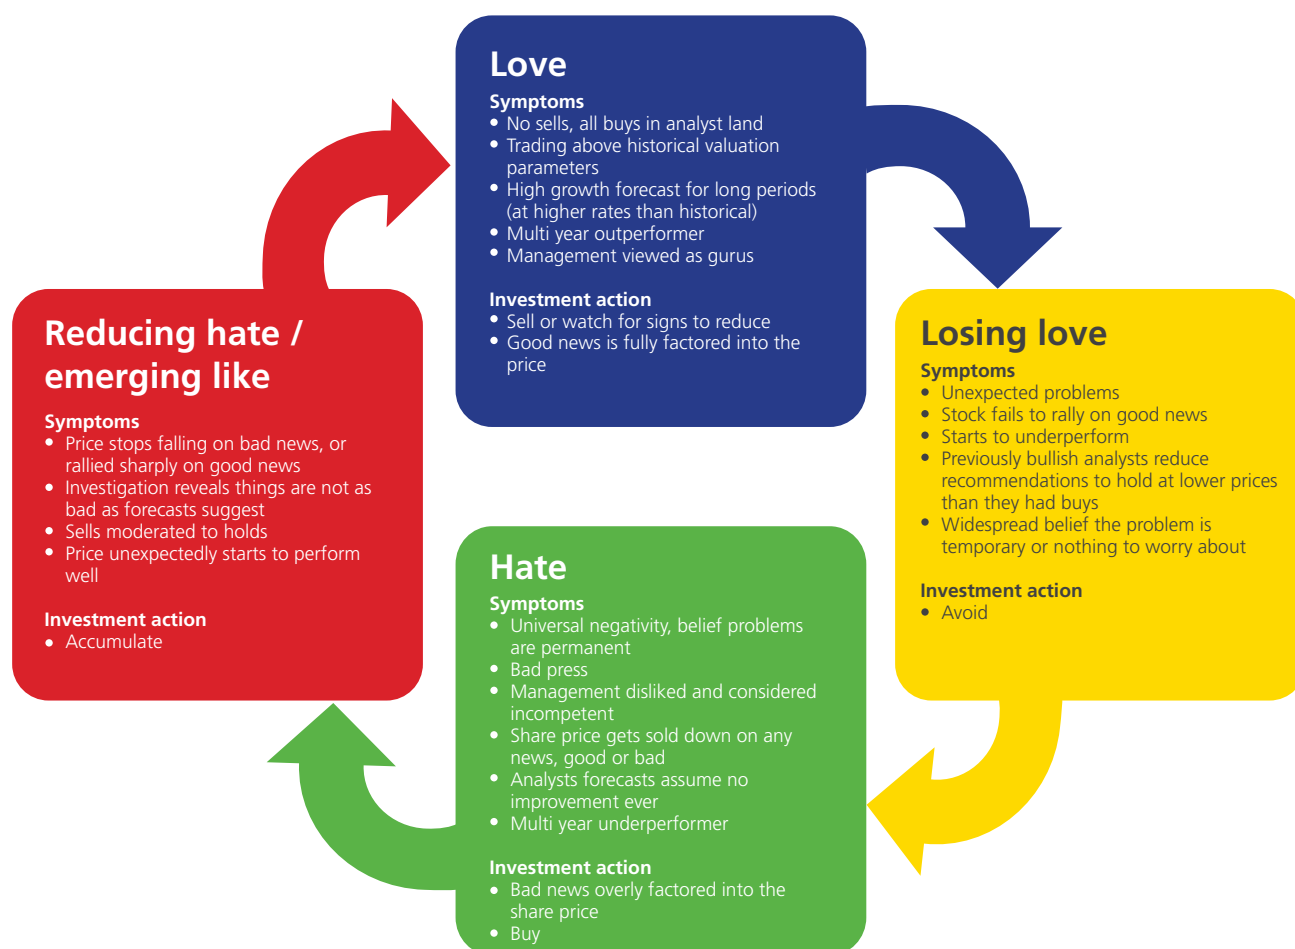 Love
Symptoms
• No sells, all buys in analyst land
• Trading above historical valuation
parameters
• High growth forecast for long periods
(at higher rates than historical)
• Multi year outperformer
• Management viewed as gurus
Investment action
• Sell or watch for signs to reduce
• Good news is fully factored into the
price
Losing love
Symptoms
• Unexpected problems
• Stock fails to rally on good news
• Starts to underperform
• Previously bullish analysts reduce
recommendations to hold at lower prices
than they had buys
• Widespread belief the problem is
temporary or nothing to worry about
Investment action
• Avoid
Hate
Symptoms
• Universal negativity, belief problems
are permanent
• Bad press
• Management disliked and considered
incompetent
• Share price gets sold down on any
news, good or bad
• Analysts forecasts assume no
improvement ever
• Multi year underperformer
Investment action
• Bad news overly factored into the
share price
• Buy
Reducing hate /
emerging like
Symptoms
• Price stops falling on bad news, or
rallied sharply on good news
• Investigation reveals things are not as
bad as forecasts suggest
• Sells moderated to holds
• Price unexpectedly starts to perform
well
Investment action
• Accumulate